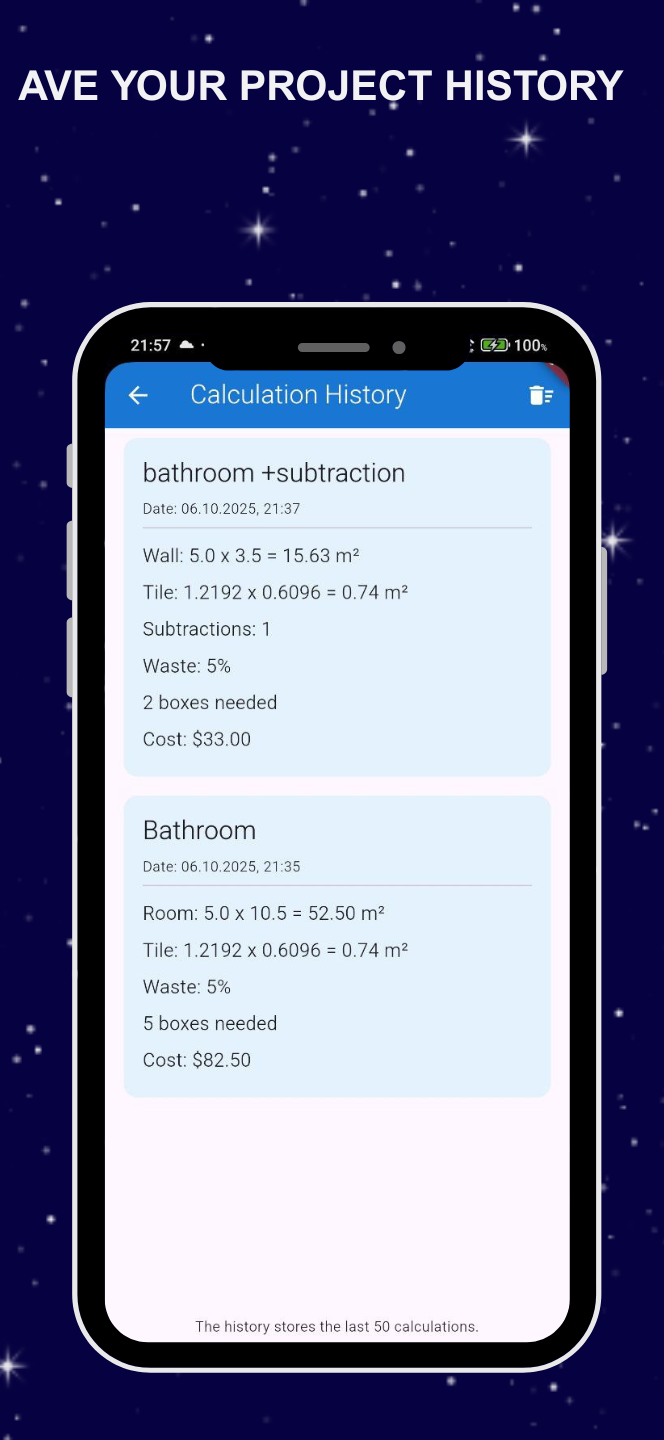 AVE YOUR PROJECT HISTORY
21:57
100%
Calculation History
bathroom +subtraction
Date: 06.10.2025, 21:37
Wall: 5.0 x 3.5 = 15.63 m²
Tile: 1.2192 x 0.6096 = 0.74 m²
Subtractions: 1
Waste: 5%
2 boxes needed
Cost: $33.00
Bathroom
Date: 06.10.2025, 21:35
Room: 5.0 x 10.5 = 52.50 m²
Tile: 1.2192 x 0.6096 = 0.74 m²
Waste: 5%
5 boxes needed
Cost: $82.50
The history stores the last 50 calculations.